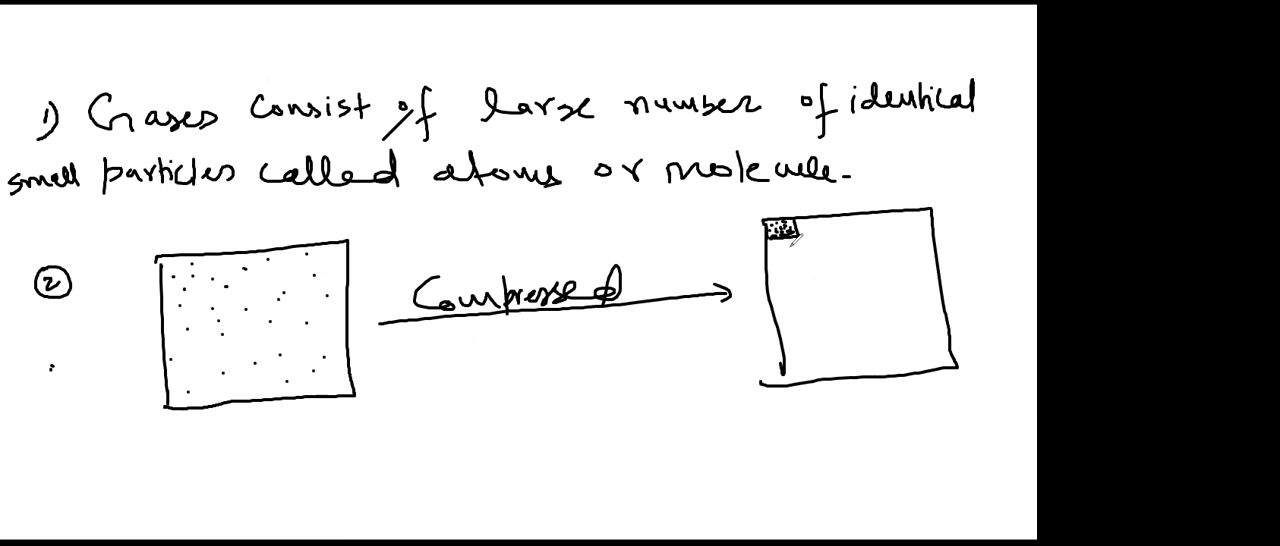 1) Gases consist of large number of identical
small particles called atoms or molecule.
2 Compressed